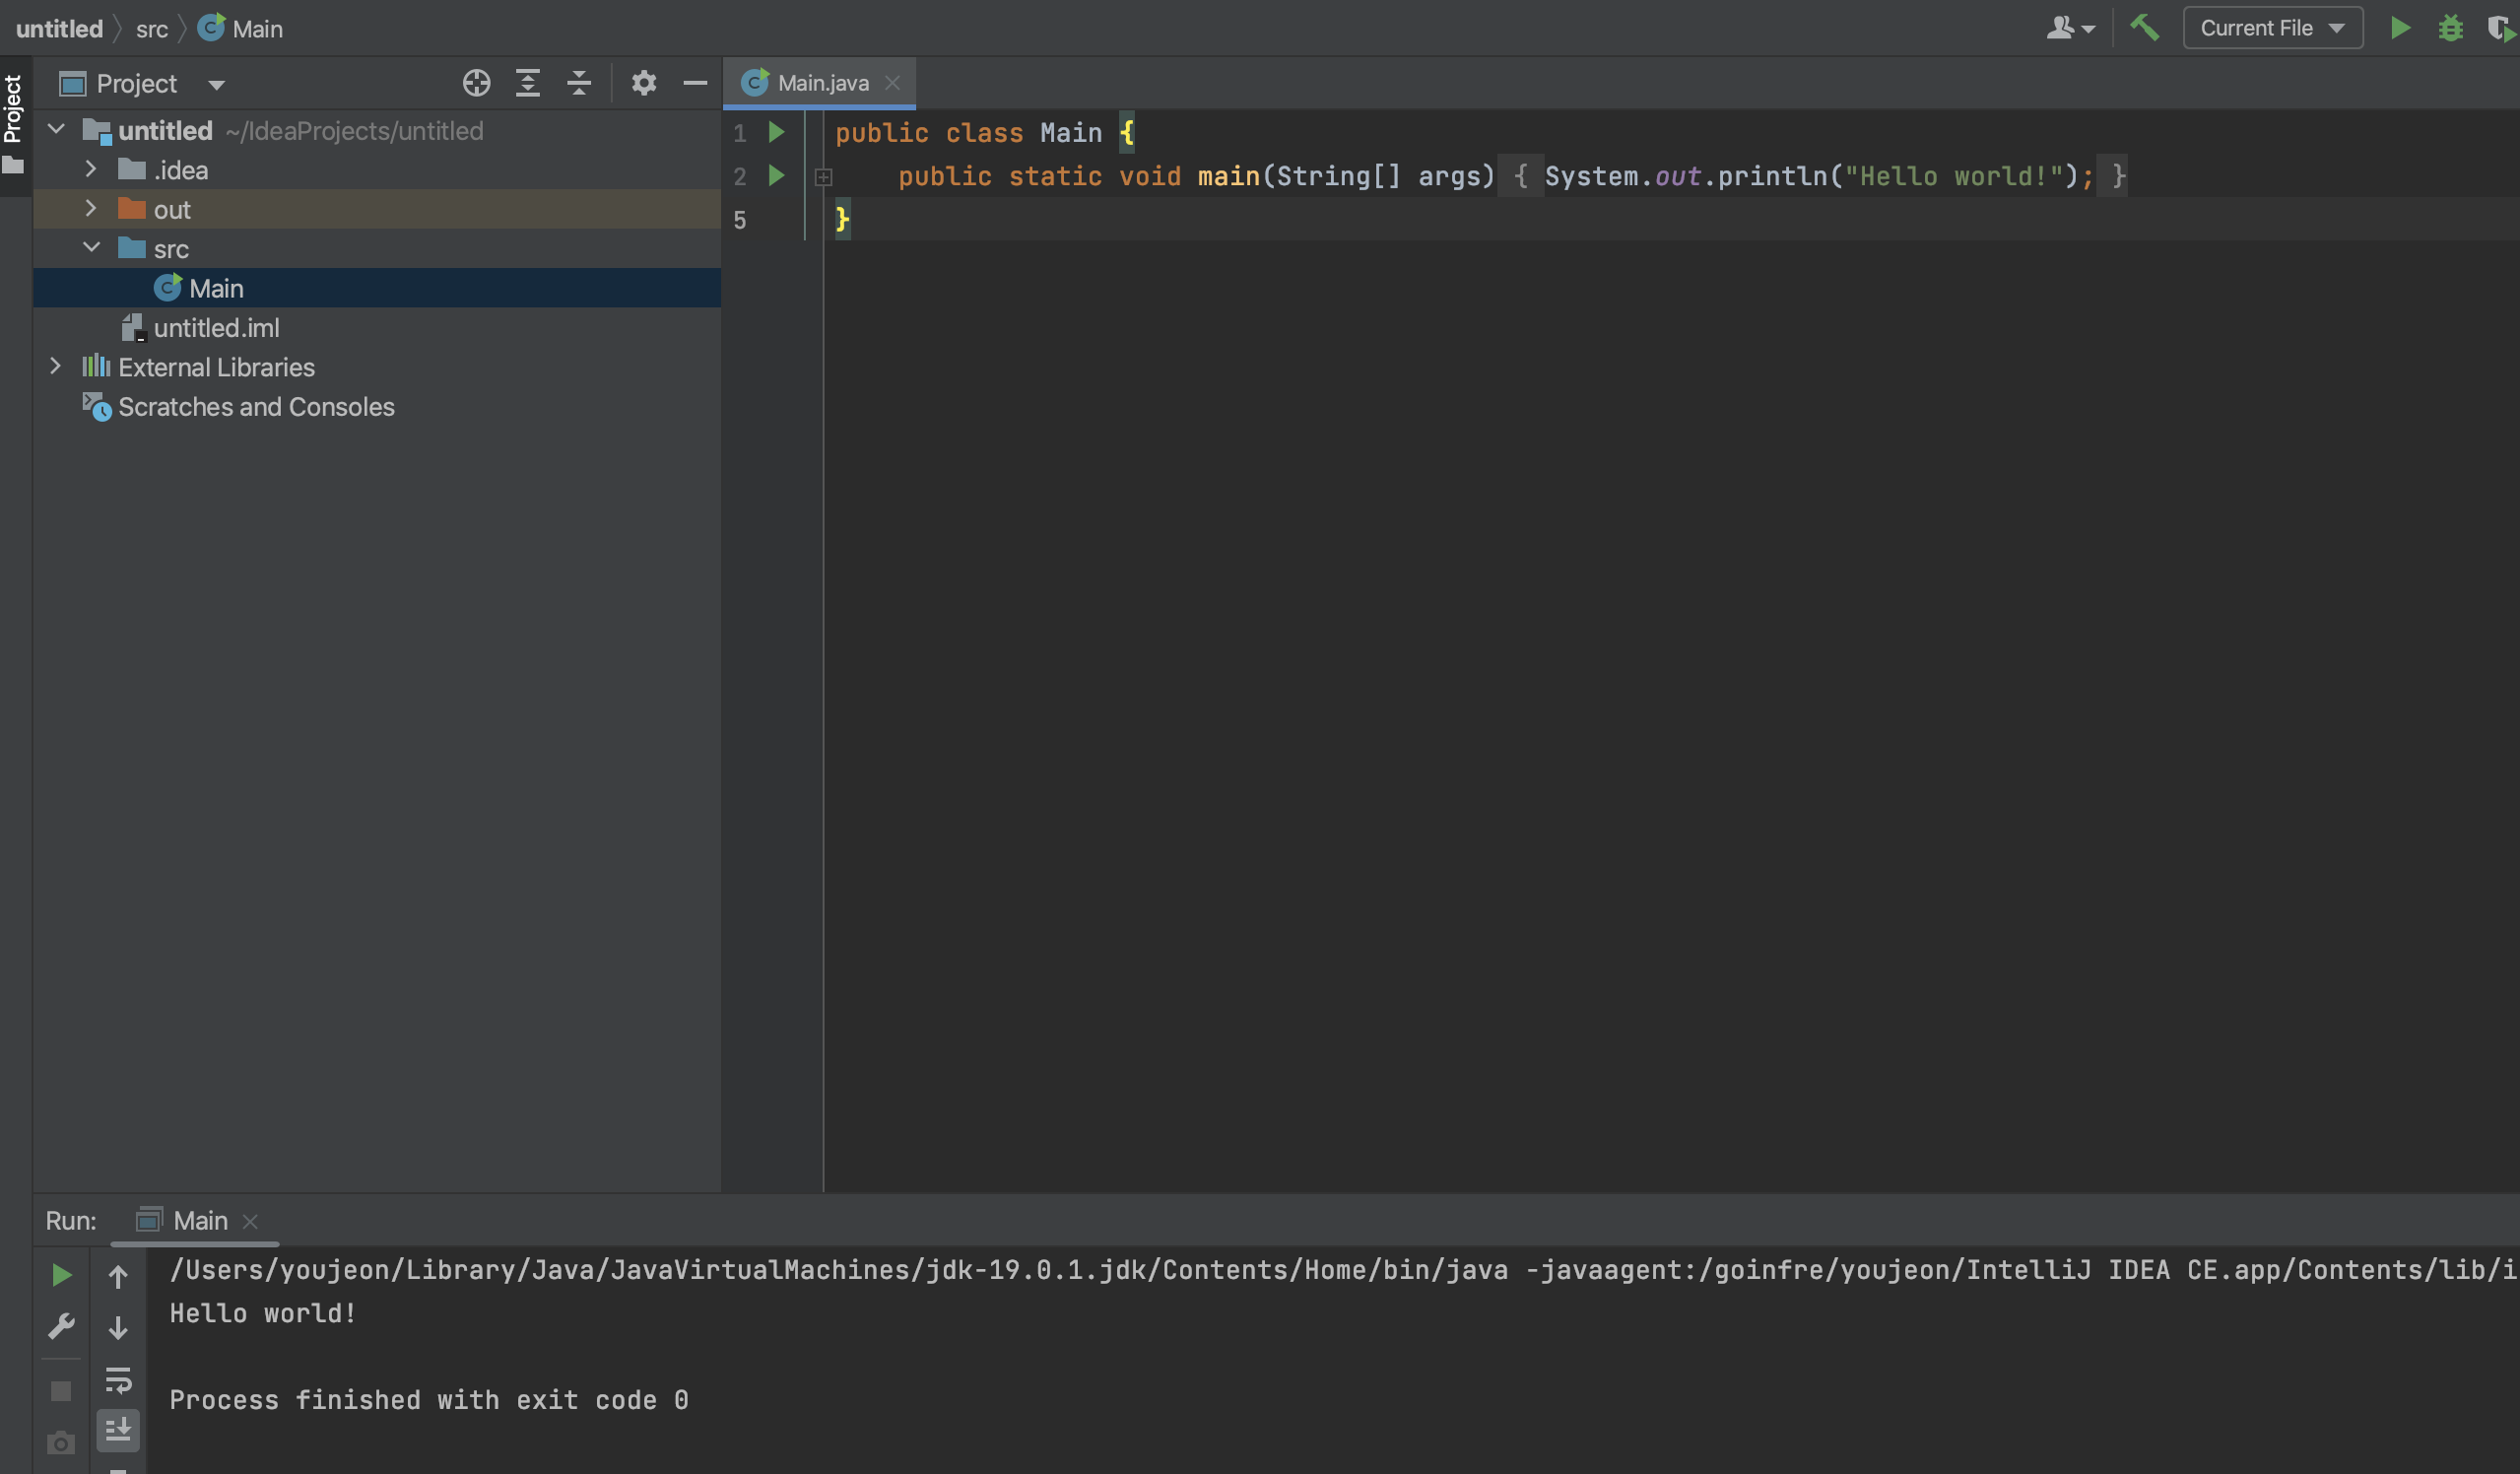 untitled src Main
Current File
Project
Project
untitled ~/IdeaProjects/untitled
.idea
out
src
Main
untitled.iml
External Libraries
Scratches and Consoles
Main.java
1 public class Main {
2 public static void main(String[] args) { System.out.println("Hello world!"); }
5 }
Run: Main
/Users/youjeon/Library/Java/JavaVirtualMachines/jdk-19.0.1.jdk/Contents/Home/bin/java -javaagent:/goinfre/youjeon/IntelliJ IDEA CE.app/Contents/lib/i
Hello world!
Process finished with exit code 0